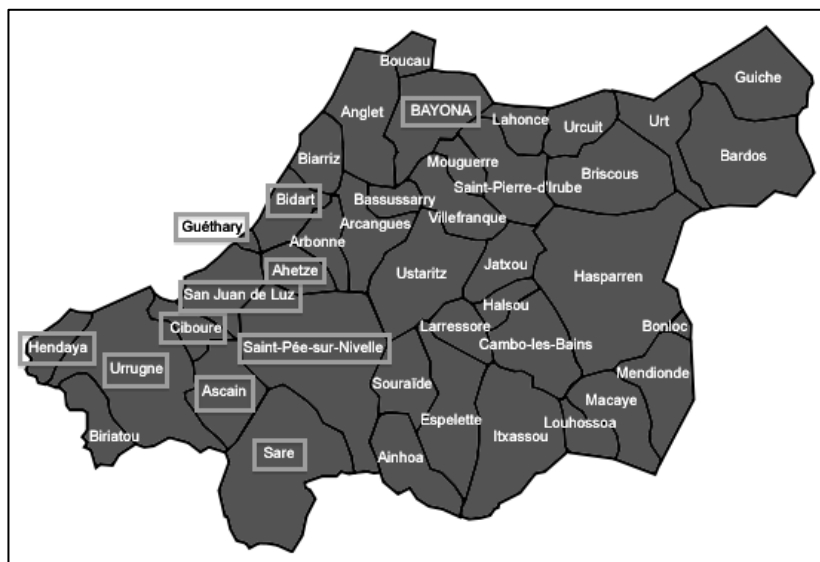 Boucau
Guiche
Anglet
BAYONA
Lahonce
Urcuit
Urt
Biarriz
Mouguerre
Bardos
Briscous
Saint-Pierre-d'Irube
Bidart
Bassussarry
Villefranque
Guéthary
Arcangues
Arbonne
Ahetze
Ustaritz
Jatxou
Hasparren
San Juan de Luz
Halsou
Ciboure
Larressore
Bonloc
Hendaya
Saint-Pée-sur-Nivelle
Cambo-les-Bains
Urrugne
Mendionde
Souraïde
Ascain
Macaye
Espelette
Louhossoa
Biriatou
Itxassou
Sare
Ainhoa